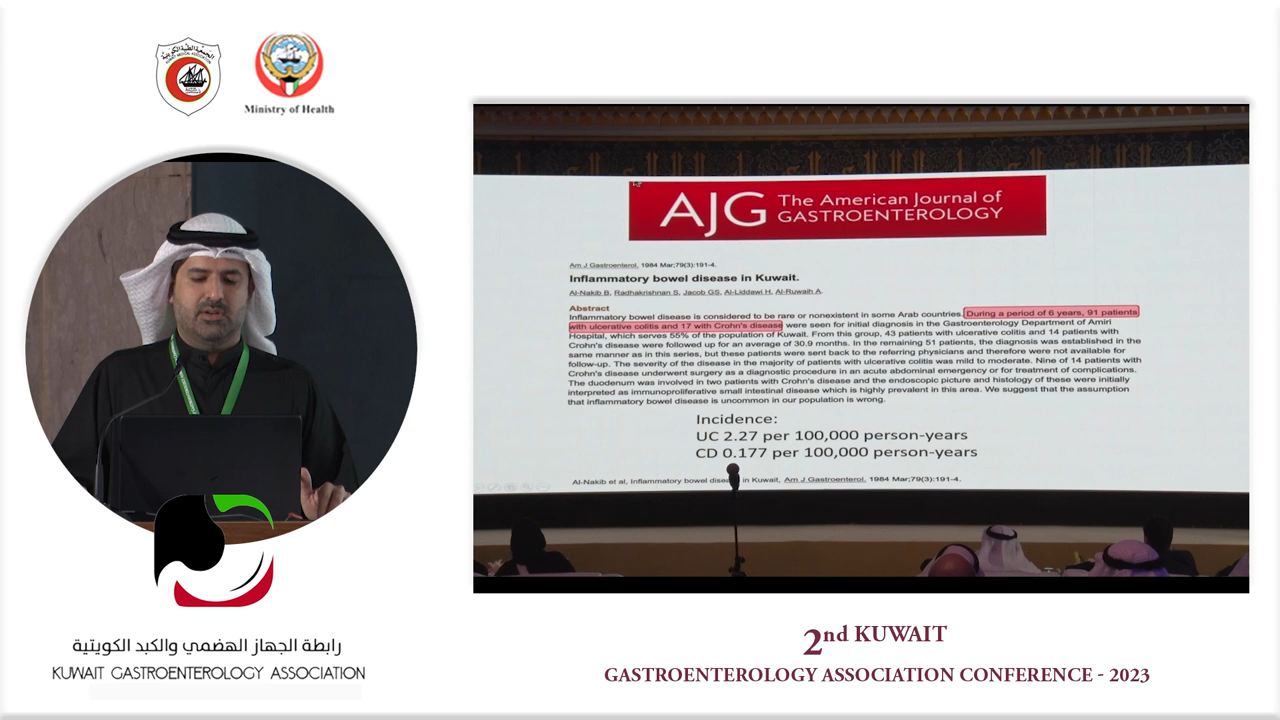 Ministry of Health
AJG The American Journal of
GASTROENTEROLOGY
Am J Gastroenterol. 1984 Mar;79(3):191-4.
Inflammatory bowel disease in Kuwait.
Al-Nakib B, Radhakrishnan S, Jacob GS, Al-Liddawi H, Al-Ruwaih A.
Abstract
Inflammatory bowel disease is considered to be rare or nonexistent in some Arab countries. During a period of 6 years, 91 patients
with ulcerative colitis and 17 with Crohn's disease were seen for initial diagnosis in the Gastroenterology Department of Amiri
Hospital, which serves 55% of the population of Kuwait. From this group, 43 patients with ulcerative colitis and 14 patients with
Crohn's disease were followed up for an average of 30.9 months. In the remaining 51 patients, the diagnosis was established in the
same manner as in this series, but these patients were sent back to the referring physicians and therefore were not available for
follow-up. The severity of the disease in the majority of patients with ulcerative colitis was mild to moderate. Nine of 14 patients with
Crohn's disease underwent surgery as a diagnostic procedure in an acute abdominal emergency or for treatment of complications.
The duodenum was involved in two patients with Crohn's disease and the endoscopic picture and histology of these were initially
interpreted as immunoproliferative small intestinal disease which is highly prevalent in this area. We suggest that the assumption
that inflammatory bowel disease is uncommon in our population is wrong.
Incidence:
UC 2.27 per 100,000 person-years
CD 0.177 per 100,000 person-years
Al-Nakib et al, Inflammatory bowel in Kuwait, Am J Gastroenterol. 1984 Mar;79(3):191-4.
رابطة الجهاز الهضمي والكبد الكويتية
KUWAIT GASTROENTEROLOGY ASSOCIATION
2nd KUWAIT
GASTROENTEROLOGY ASSOCIATION CONFERENCE - 2023